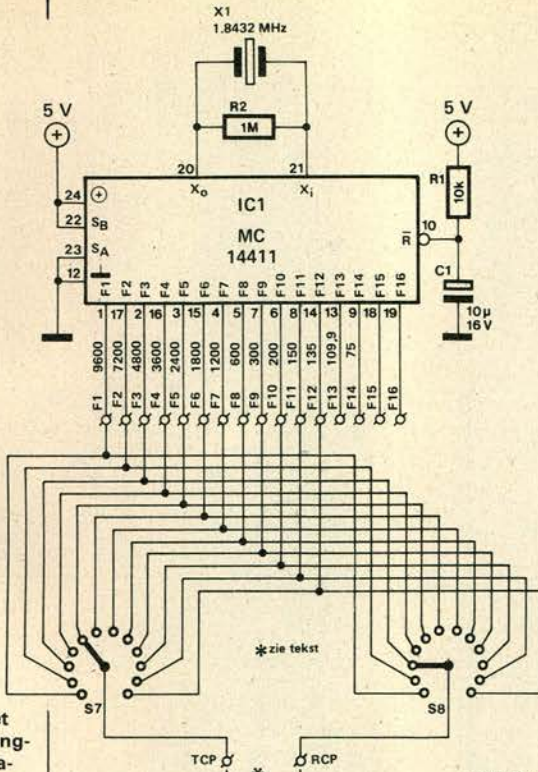 X1
1.8432 MHz
R2
1M
5 V
5 V
20
21
Xo
Xi
R1
10k
24
22
SB
IC1
10
R̅
23
SA
MC
14411
12
C1
10µ
16 V
F1 F2 F3 F4 F5 F6 F7 F8 F9 F10 F11 F12 F13 F14 F15 F16
1 17 2 16 3 15 4 5 7 6 8 14 13 9 18 19
9600 7200 4800 3600 2400 1800 1200 600 300 200 150 135 109,9 75
F1 F2 F3 F4 F5 F6 F7 F8 F9 F10 F11 F12 F13 F14 F15 F16
* zie tekst
S7
S8
TCP
RCP